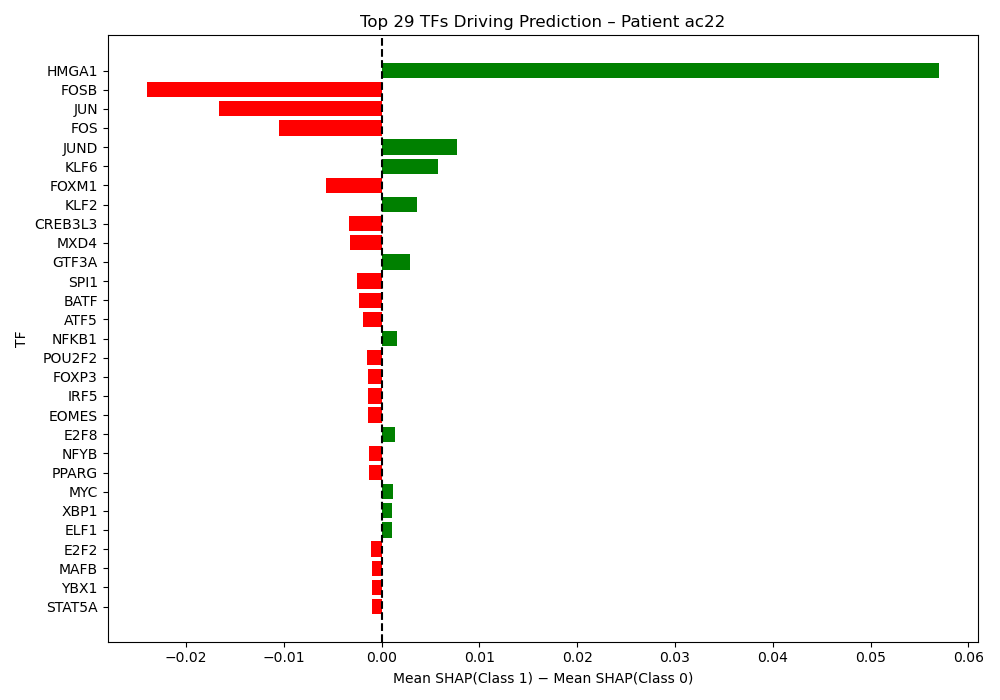 Top 29 TFs Driving Prediction – Patient ac22
HMGA1
FOSB
JUN
FOS
JUND
KLF6
FOXM1
KLF2
CREB3L3
MXD4
GTF3A
SPI1
BATF
ATF5
NFKB1
POU2F2
FOXP3
IRF5
EOMES
E2F8
NFYB
PPARG
MYC
XBP1
ELF1
E2F2
MAFB
YBX1
STAT5A
TF
−0.02 −0.01 0.00 0.01 0.02 0.03 0.04 0.05 0.06
Mean SHAP(Class 1) − Mean SHAP(Class 0)